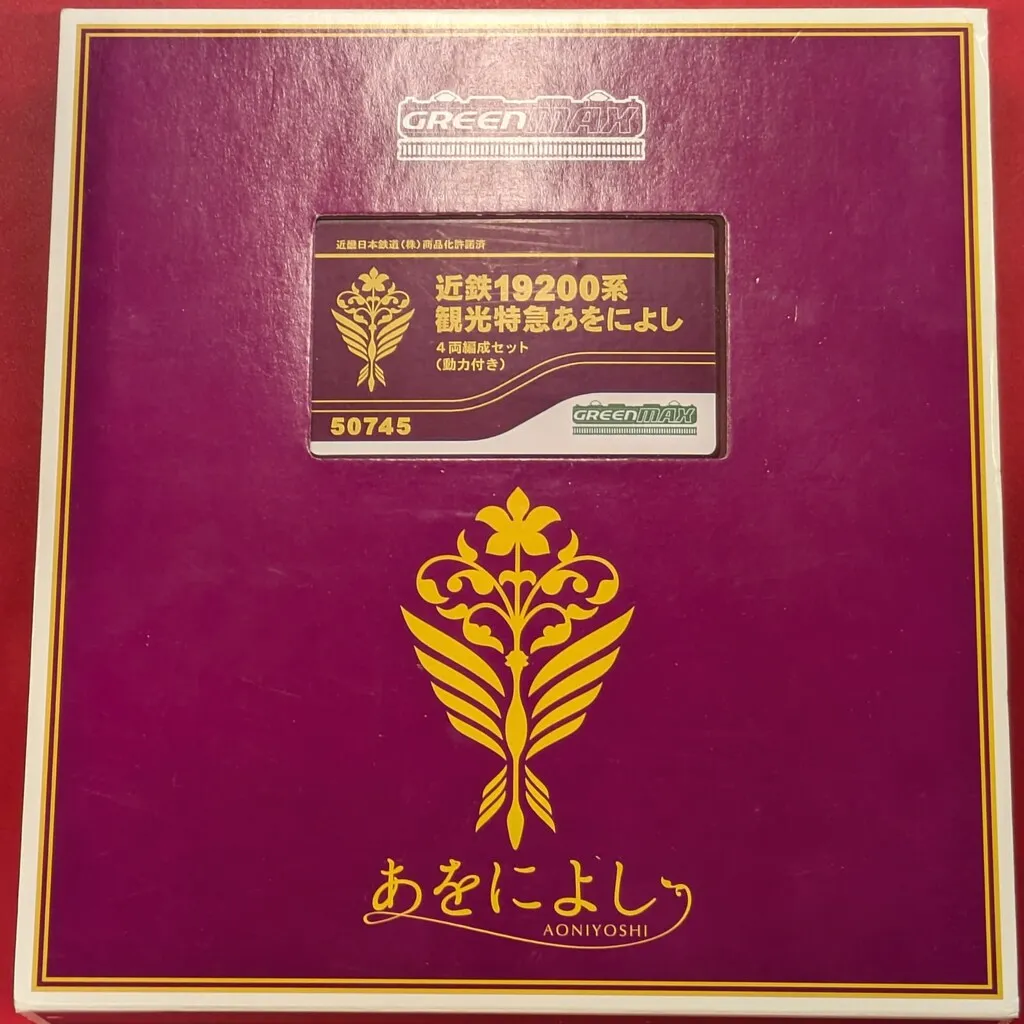 GREENMAX
近畿日本鉄道(株)商品化許諾済
近鉄19200系
観光特急あをによし
4両編成セット
(動力付き)
50745
GREENMAX
あをによし
AONIYOSHI